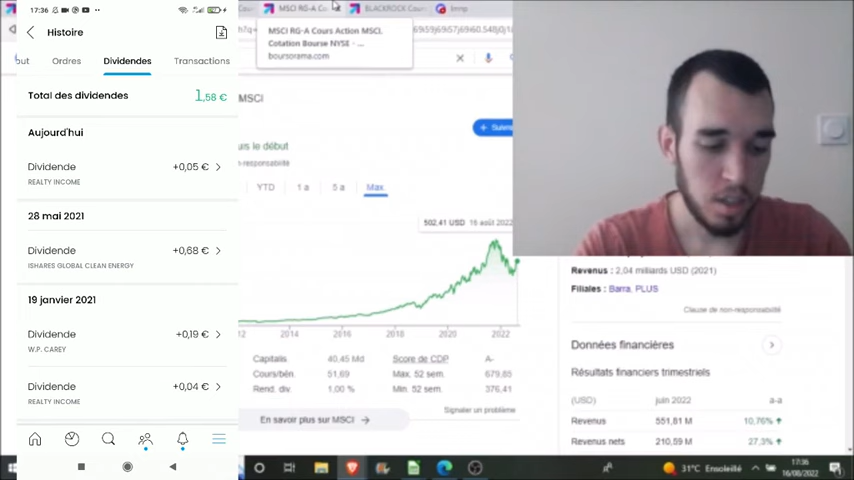 17:36
Histoire
Ordres
Dividendes
Transactions
Total des dividendes
1,58 €
Aujourd'hui
Dividende
+0,05 €
REALTY INCOME
28 mai 2021
Dividende
+0,68 €
ISHARES GLOBAL CLEAN ENERGY
19 janvier 2021
Dividende
+0,19 €
W.P. CAREY
Dividende
+0,04 €
REALTY INCOME
MSCI RG-A Co
BLACKROCK Cour
MSCI RG-A Cours Action MSCI,
Cotation Bourse NYSE - ...
boursorama.com
MSCI
+ Suivre
uis le début
n-responsabilité
YTD
1 a
5 a
Max.
502,41 USD 16 août 2022
2014
2016
2018
2020
2022
Capitalis.
40,45 Md
Score de CDP
A-
Cours/bén.
51,69
Max. 52 sem.
679,85
Rend. div.
1,00 %
Min. 52 sem.
376,41
Signaler un problème
En savoir plus sur MSCI
Revenus : 2,04 milliards USD (2021)
Filiales : Barra, PLUS
Clause de non-responsabilité
Données financières
Résultats financiers trimestriels
(USD)
juin 2022
a-a
Revenus
551,81 M
10,76%
Revenus nets
210,59 M
27,3%
31°C Ensoleillé
17:36
16/08/2022